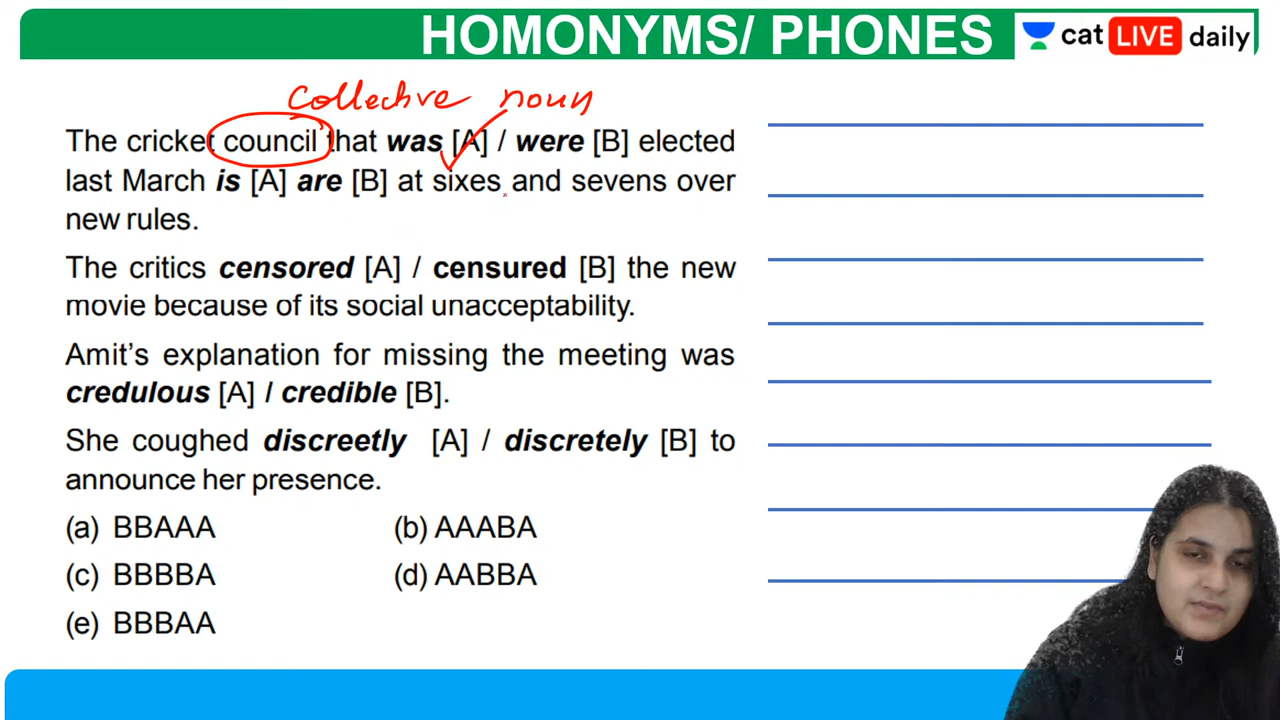 HOMONYMS/ PHONES
cat LIVE daily
Collective noun
The cricket council that was [A] / were [B] elected
last March is [A] are [B] at sixes and sevens over
new rules.
The critics censored [A] / censured [B] the new
movie because of its social unacceptability.
Amit’s explanation for missing the meeting was
credulous [A] / credible [B].
She coughed discreetly [A] / discretely [B] to
announce her presence.
(a) BBAAA (b) AAABA
(c) BBBBA (d) AABBA
(e) BBBAA